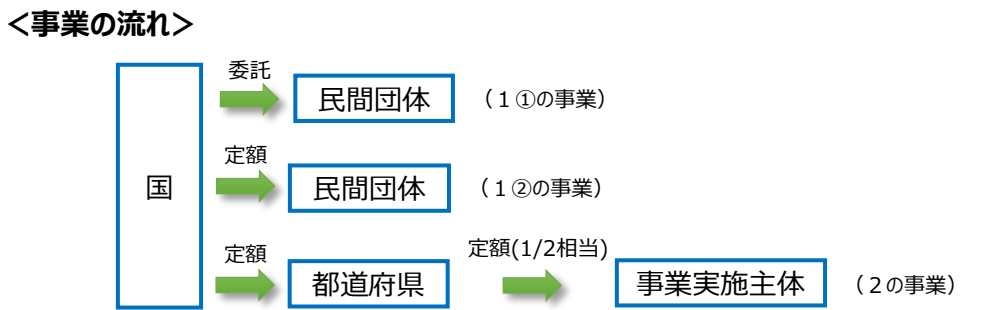 ＜事業の流れ＞
委託
民間団体 （１①の事業）
定額
国 民間団体 （１②の事業）
定額 定額(1/2相当)
都道府県 事業実施主体 （２の事業）